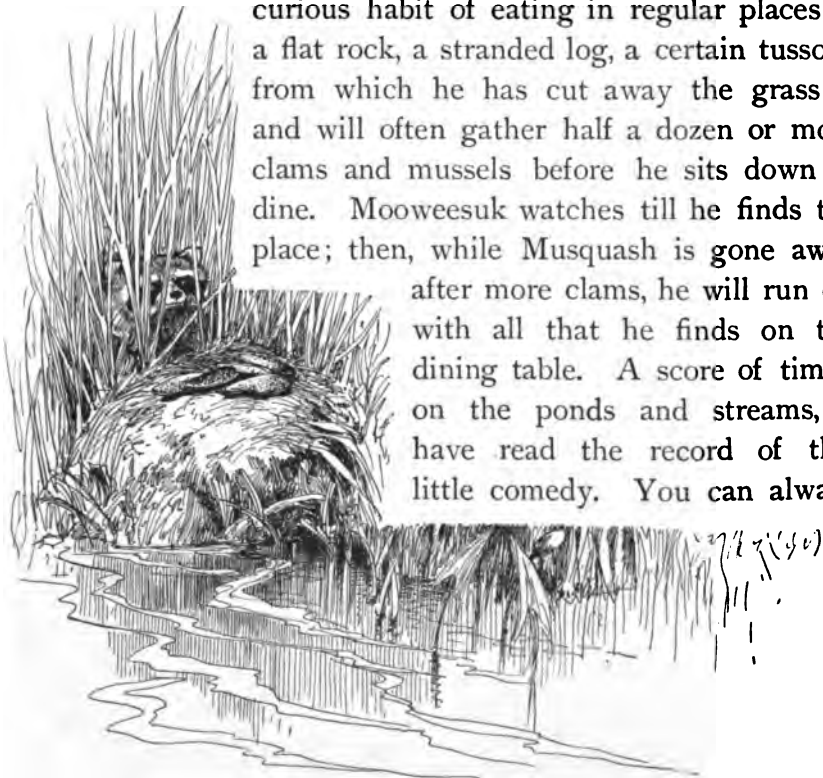 curious habit of eating in regular places
a flat rock, a stranded log, a certain tusso
from which he has cut away the grass
and will often gather half a dozen or mo
clams and mussels before he sits down
dine. Mooweesuk watches till he finds t
place; then, while Musquash is gone aw
after more clams, he will run
with all that he finds on t
dining table. A score of tim
on the ponds and streams,
have read the record of th
little comedy. You can alwa